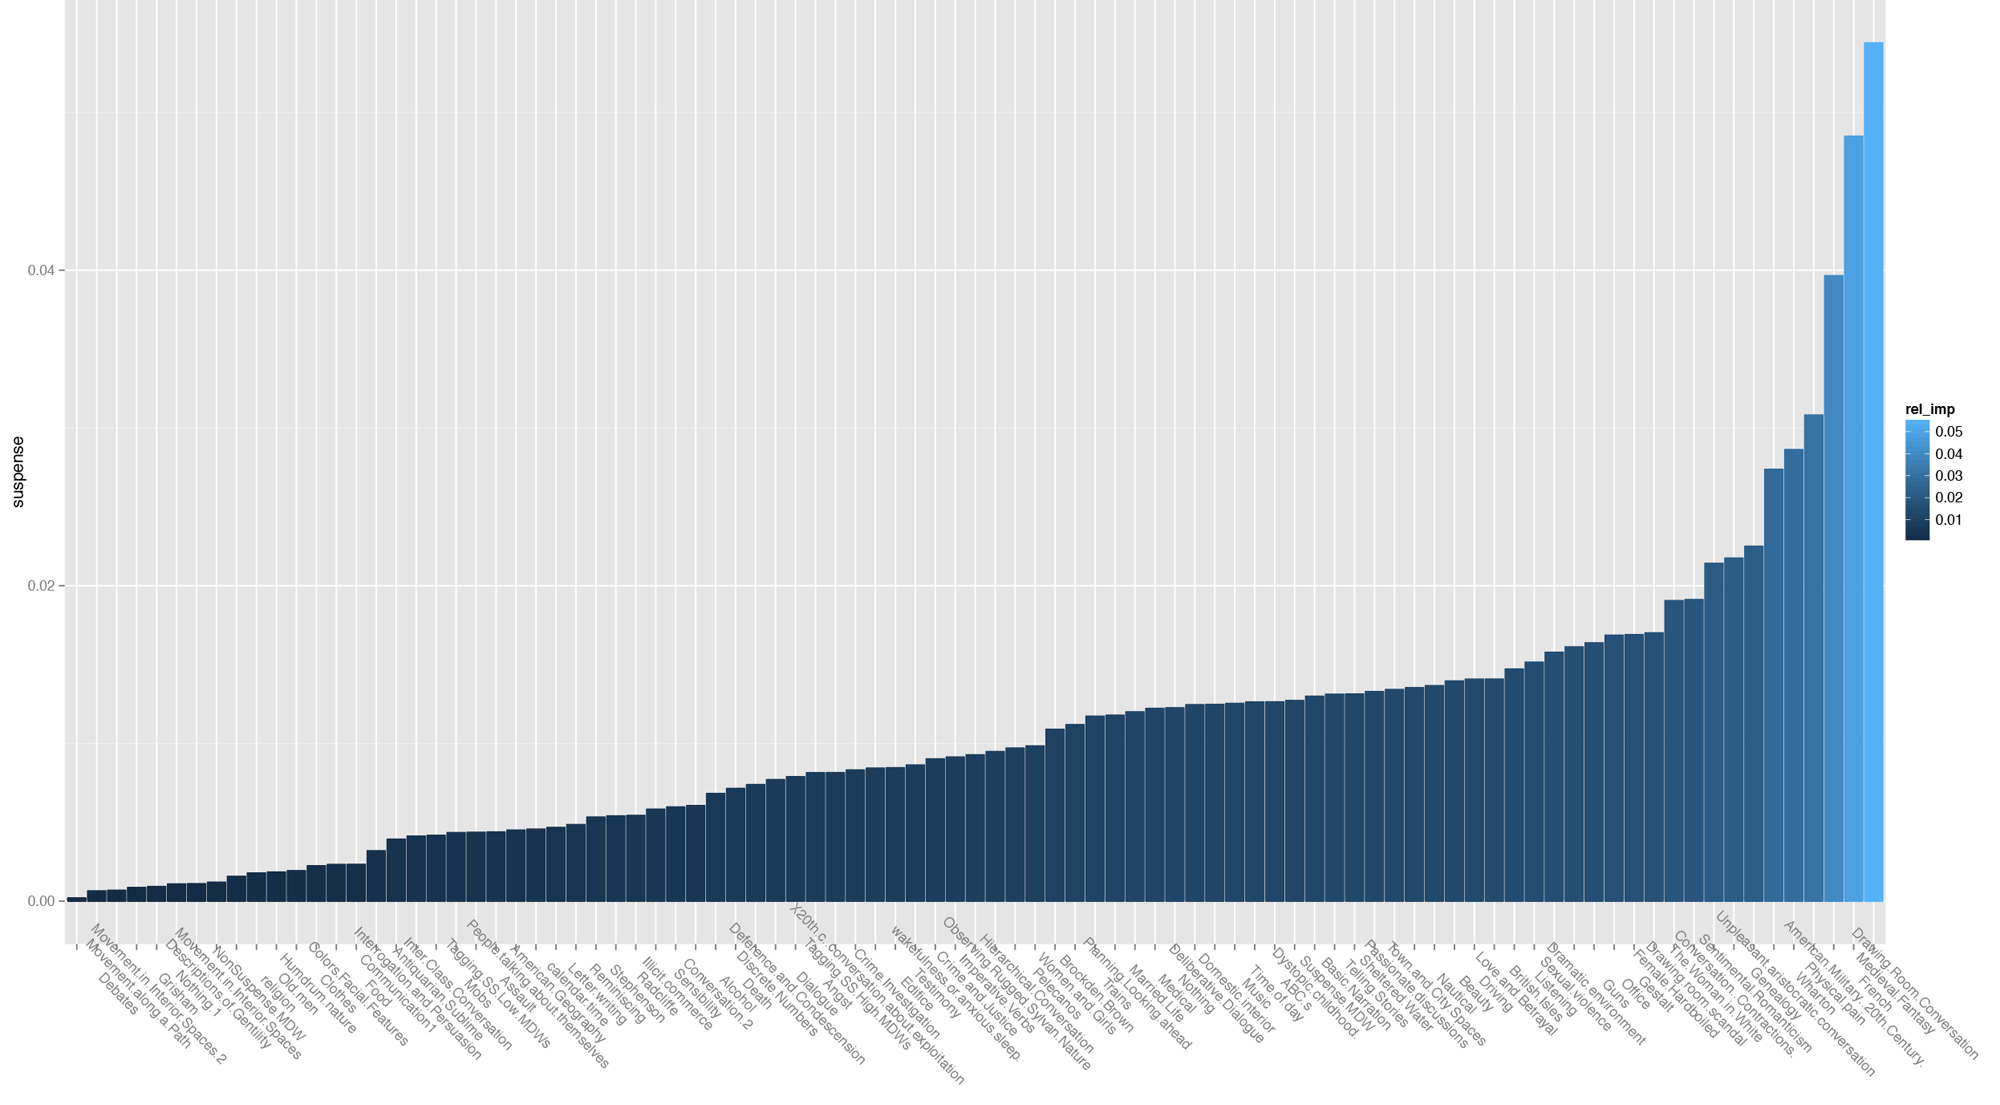 suspense
0.04
0.02
0.00
Debates
Movement.along.a.Path
Movement.in.Interior.Spaces.2
Grisham
Nothing.1
Descriptions.of.Gentility
Movement.in.interior.Spaces
NonSuspense.MDW
religion
Old.men
Humdrum.nature
Clothes
Colors.Facial.Features
Food
Communication1
Interrogation.and.Persuasion
Antiquarian.Sublime
Inter.Class.Conversation
Mobs
Tagging.SS.Low.MDWs
Assault
People.talking.about.themselves
American.Geography
calendar.time
Letter.writing
Reminiscing
Stephenson
Radcliffe
Illicit.commerce
Sensibility
Conversation.2
Alcohol
Death
Discrete.Numbers
Defence.and.Condescension
Dialogue
Angst
Tagging.SS.High.MDWs
X20th.c..conversation.about.exploitation
Crime.Investigation
Edifice
Testimony
wakefulness.or.anxious.sleep.
Crime.and.Justice
Imperative.Verbs
Observing.Rugged.Sylvan.Nature
Hierarchical.Conversation
Pelecanos
Women.and.Girls
Brockden.Brown
Trains
Planning..Looking.ahead
Married.Life
Medical
Nothing
Deliberative.Dialogue
Domestic.interior
Music
Time.of.day
ABC.s
Dystopic.childhood.
Suspense.MDW
Basic.Narration
Telling.Stories
Sheltered.Water
Passionate.discussions
Town.and.City.Spaces
Nautical
Beauty
Driving
Love.and.Betrayal
British.Isles
Listening
Sexual.violence
Dramatic.environment
Guns
Office
Gestalt
Female.Hardboiled
Drawing.room.scandal
The.Woman.in.White
Conversation..Contractions.
Sentimental.Romanticism
Genealogy
Unpleasant.aristocratic.conversation
Wharton
Physical.pain
American.Military..20th.Century.
French
Medieval.Fantasy
Drawing.Room.Conversation
rel_imp
0.05
0.04
0.03
0.02
0.01